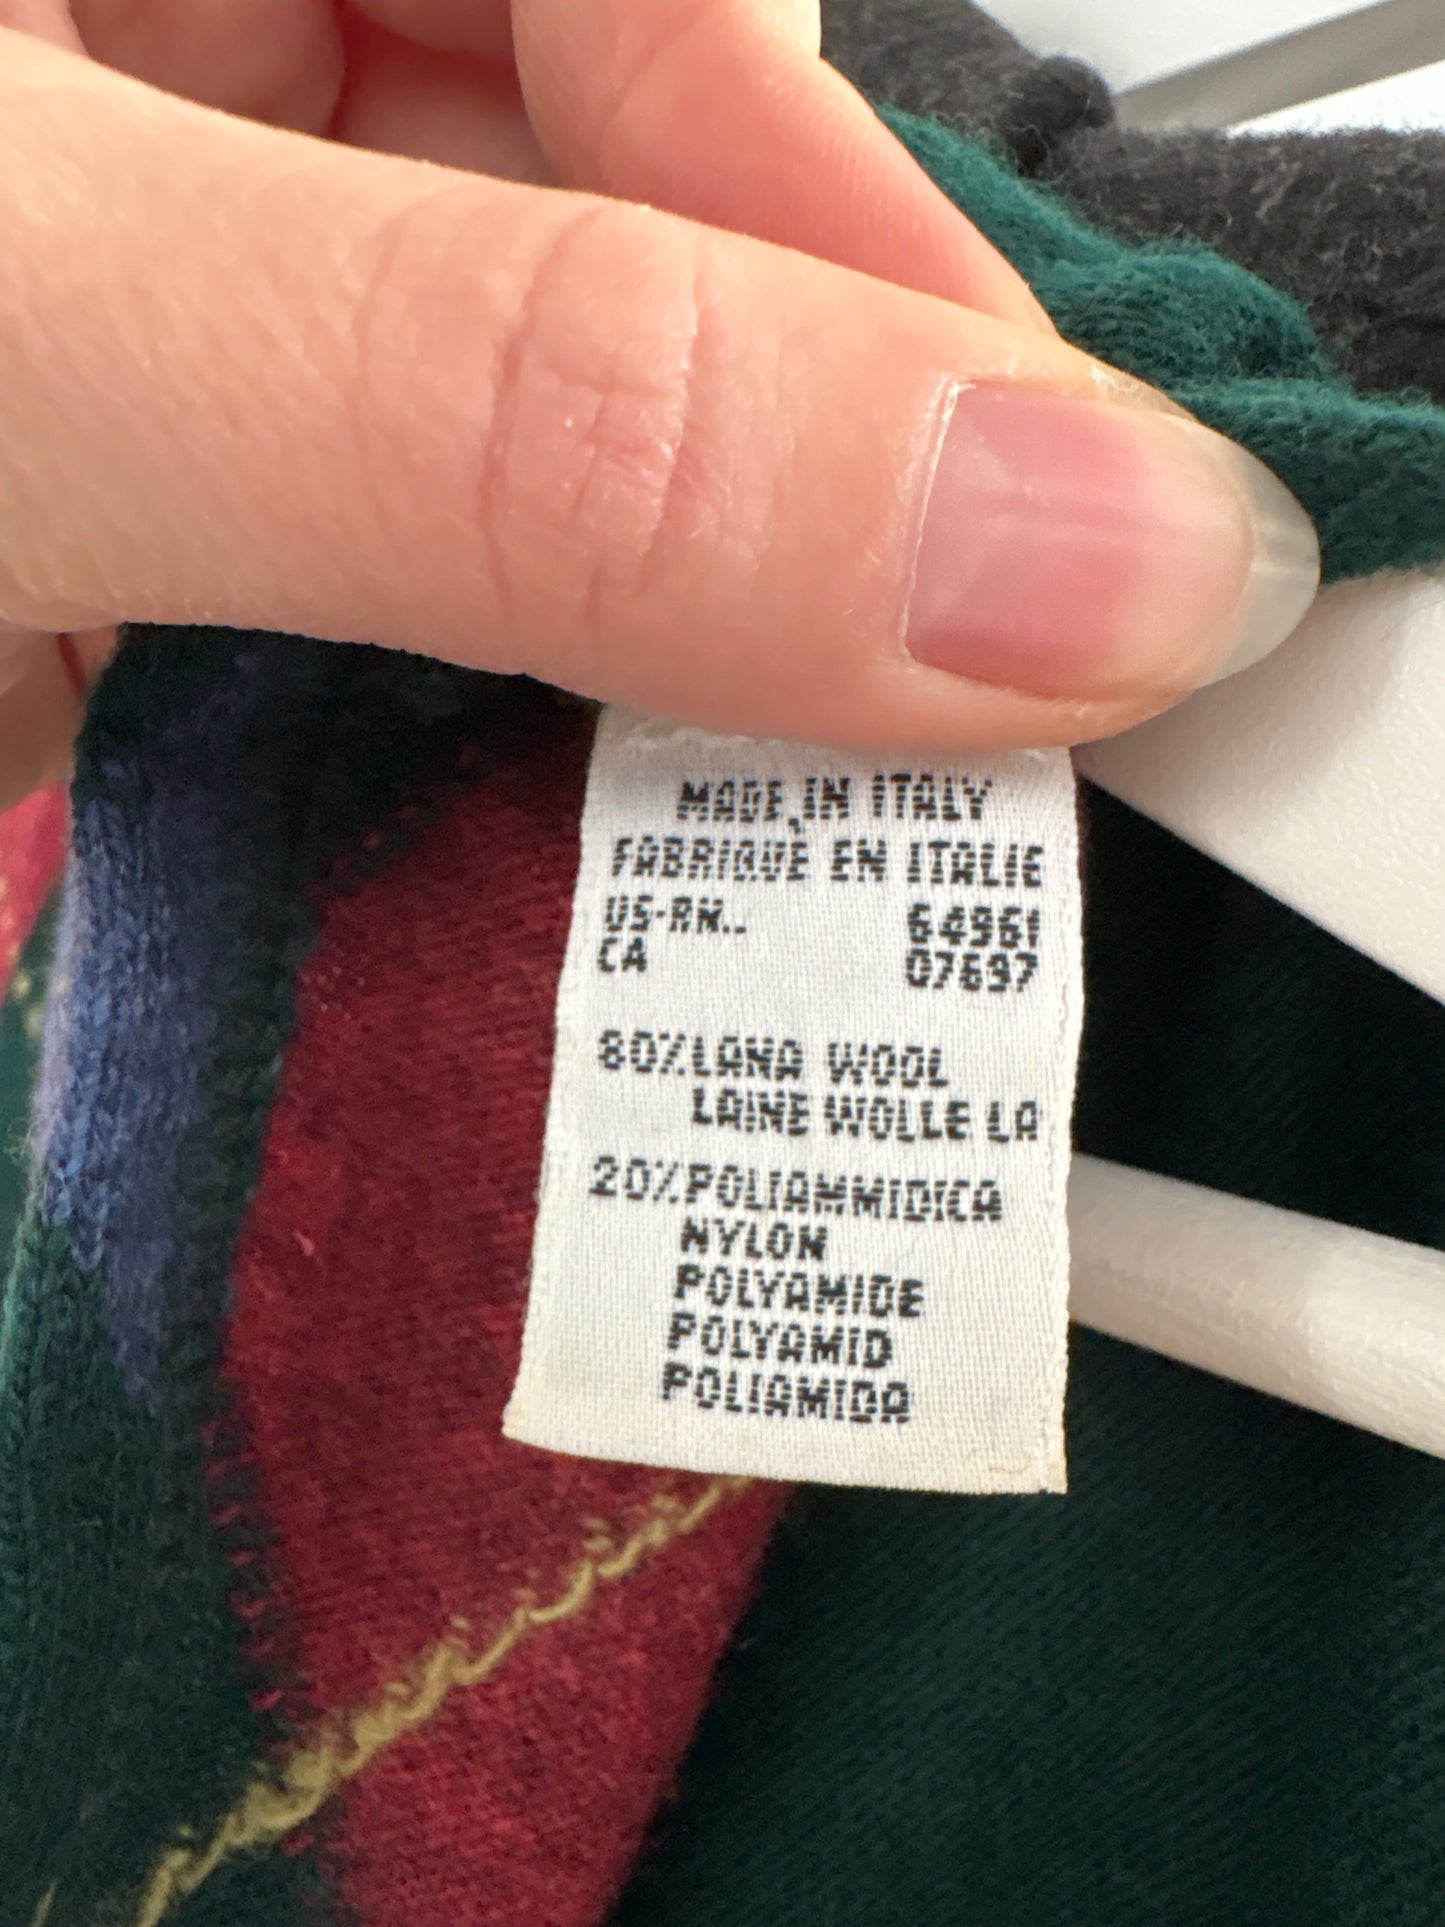 MADE IN ITALY
FABRIQUÉ EN ITALIE
US-RN.. 64961
CA 07697
80% LANA WOOL
LAINE WOLLE LA
20% POLIAMMIDICA
NYLON
POLYAMIDE
POLYAMID
POLIAMIDA